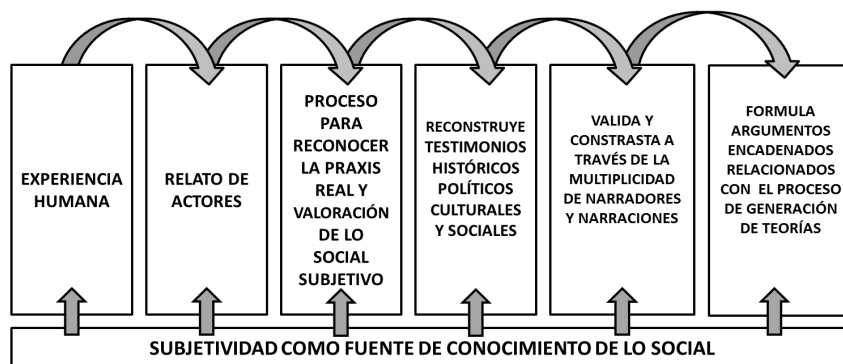 EXPERIENCIA
HUMANA
RELATO DE
ACTORES
PROCESO
PARA
RECONOCER
LA PRAXIS
REAL Y
VALORACIÓN
DE LO
SOCIAL
SUBJETIVO
RECONSTRUYE
TESTIMONIOS
HISTÓRICOS
POLÍTICOS
CULTURALES
Y SOCIALES
VALIDA Y
CONSTRASTA A
TRAVÉS DE LA
MULTIPLICIDAD
DE NARRADORES
Y NARRACIONES
FORMULA
ARGUMENTOS
ENCADENADOS
RELACIONADOS
CON EL PROCESO
DE GENERACIÓN
DE TEORÍAS
SUBJETIVIDAD COMO FUENTE DE CONOCIMIENTO DE LO SOCIAL